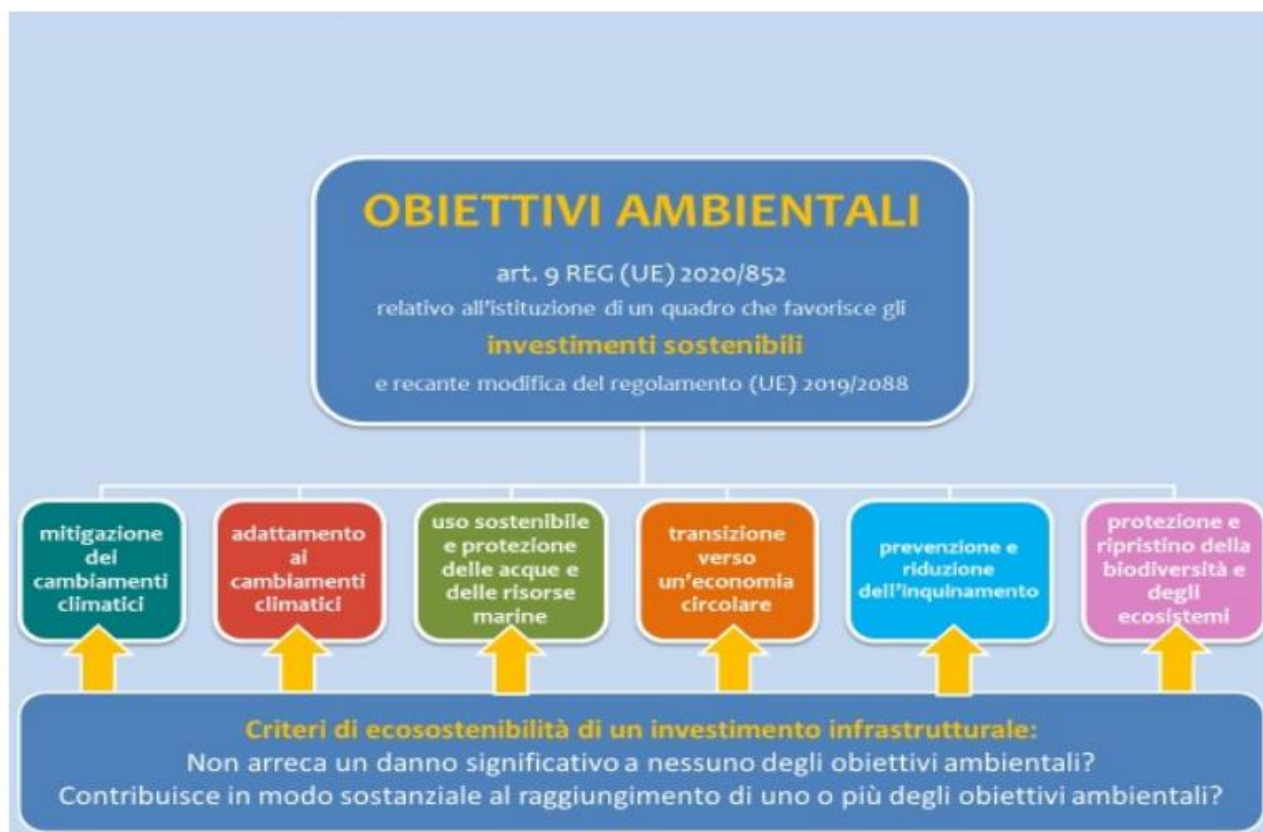 OBIETTIVI AMBIENTALI
art. 9 REG (UE) 2020/852
relativo all'istituzione di un quadro che favorisce gli
investimenti sostenibili
e recante modifica del regolamento (UE) 2019/2088
mitigazione
dei
cambiamenti
climatici
adattamento
ai
cambiamenti
climatici
uso sostenibile
e protezione
delle acque e
delle risorse
marine
transizione
verso
un'economia
circolare
prevenzione e
riduzione
dell'inquinamento
protezione e
ripristino della
biodiversità e
degli
ecosistemi
Criteri di ecosostenibilità di un investimento infrastrutturale:
Non arreca un danno significativo a nessuno degli obiettivi ambientali?
Contribuisce in modo sostanziale al raggiungimento di uno o più degli obiettivi ambientali?